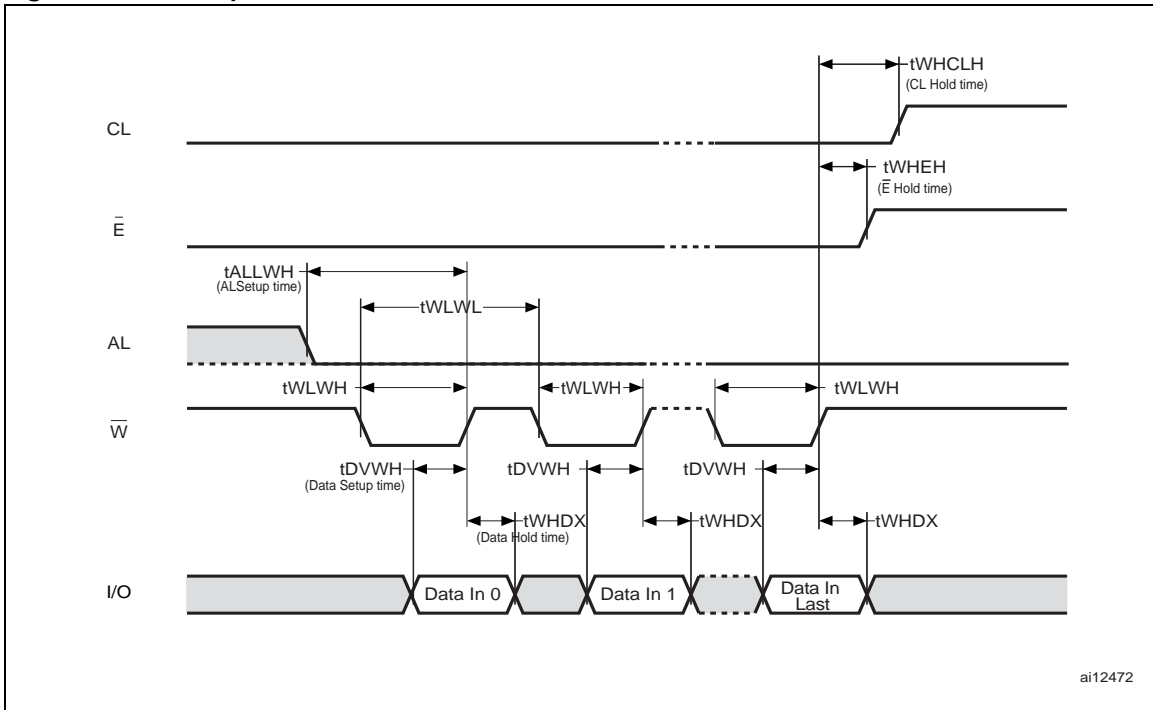 tWHCLH
(CL Hold time)
CL
tWHEH
(E̅ Hold time)
E̅
tALLWH
(ALSetup time)
tWLWL
AL
tWLWH
tWLWH
tWLWH
W̅
tDVWH
(Data Setup time)
tDVWH
tDVWH
tWHDX
(Data Hold time)
tWHDX
tWHDX
I/O
Data In 0
Data In 1
Data In
Last
ai12472